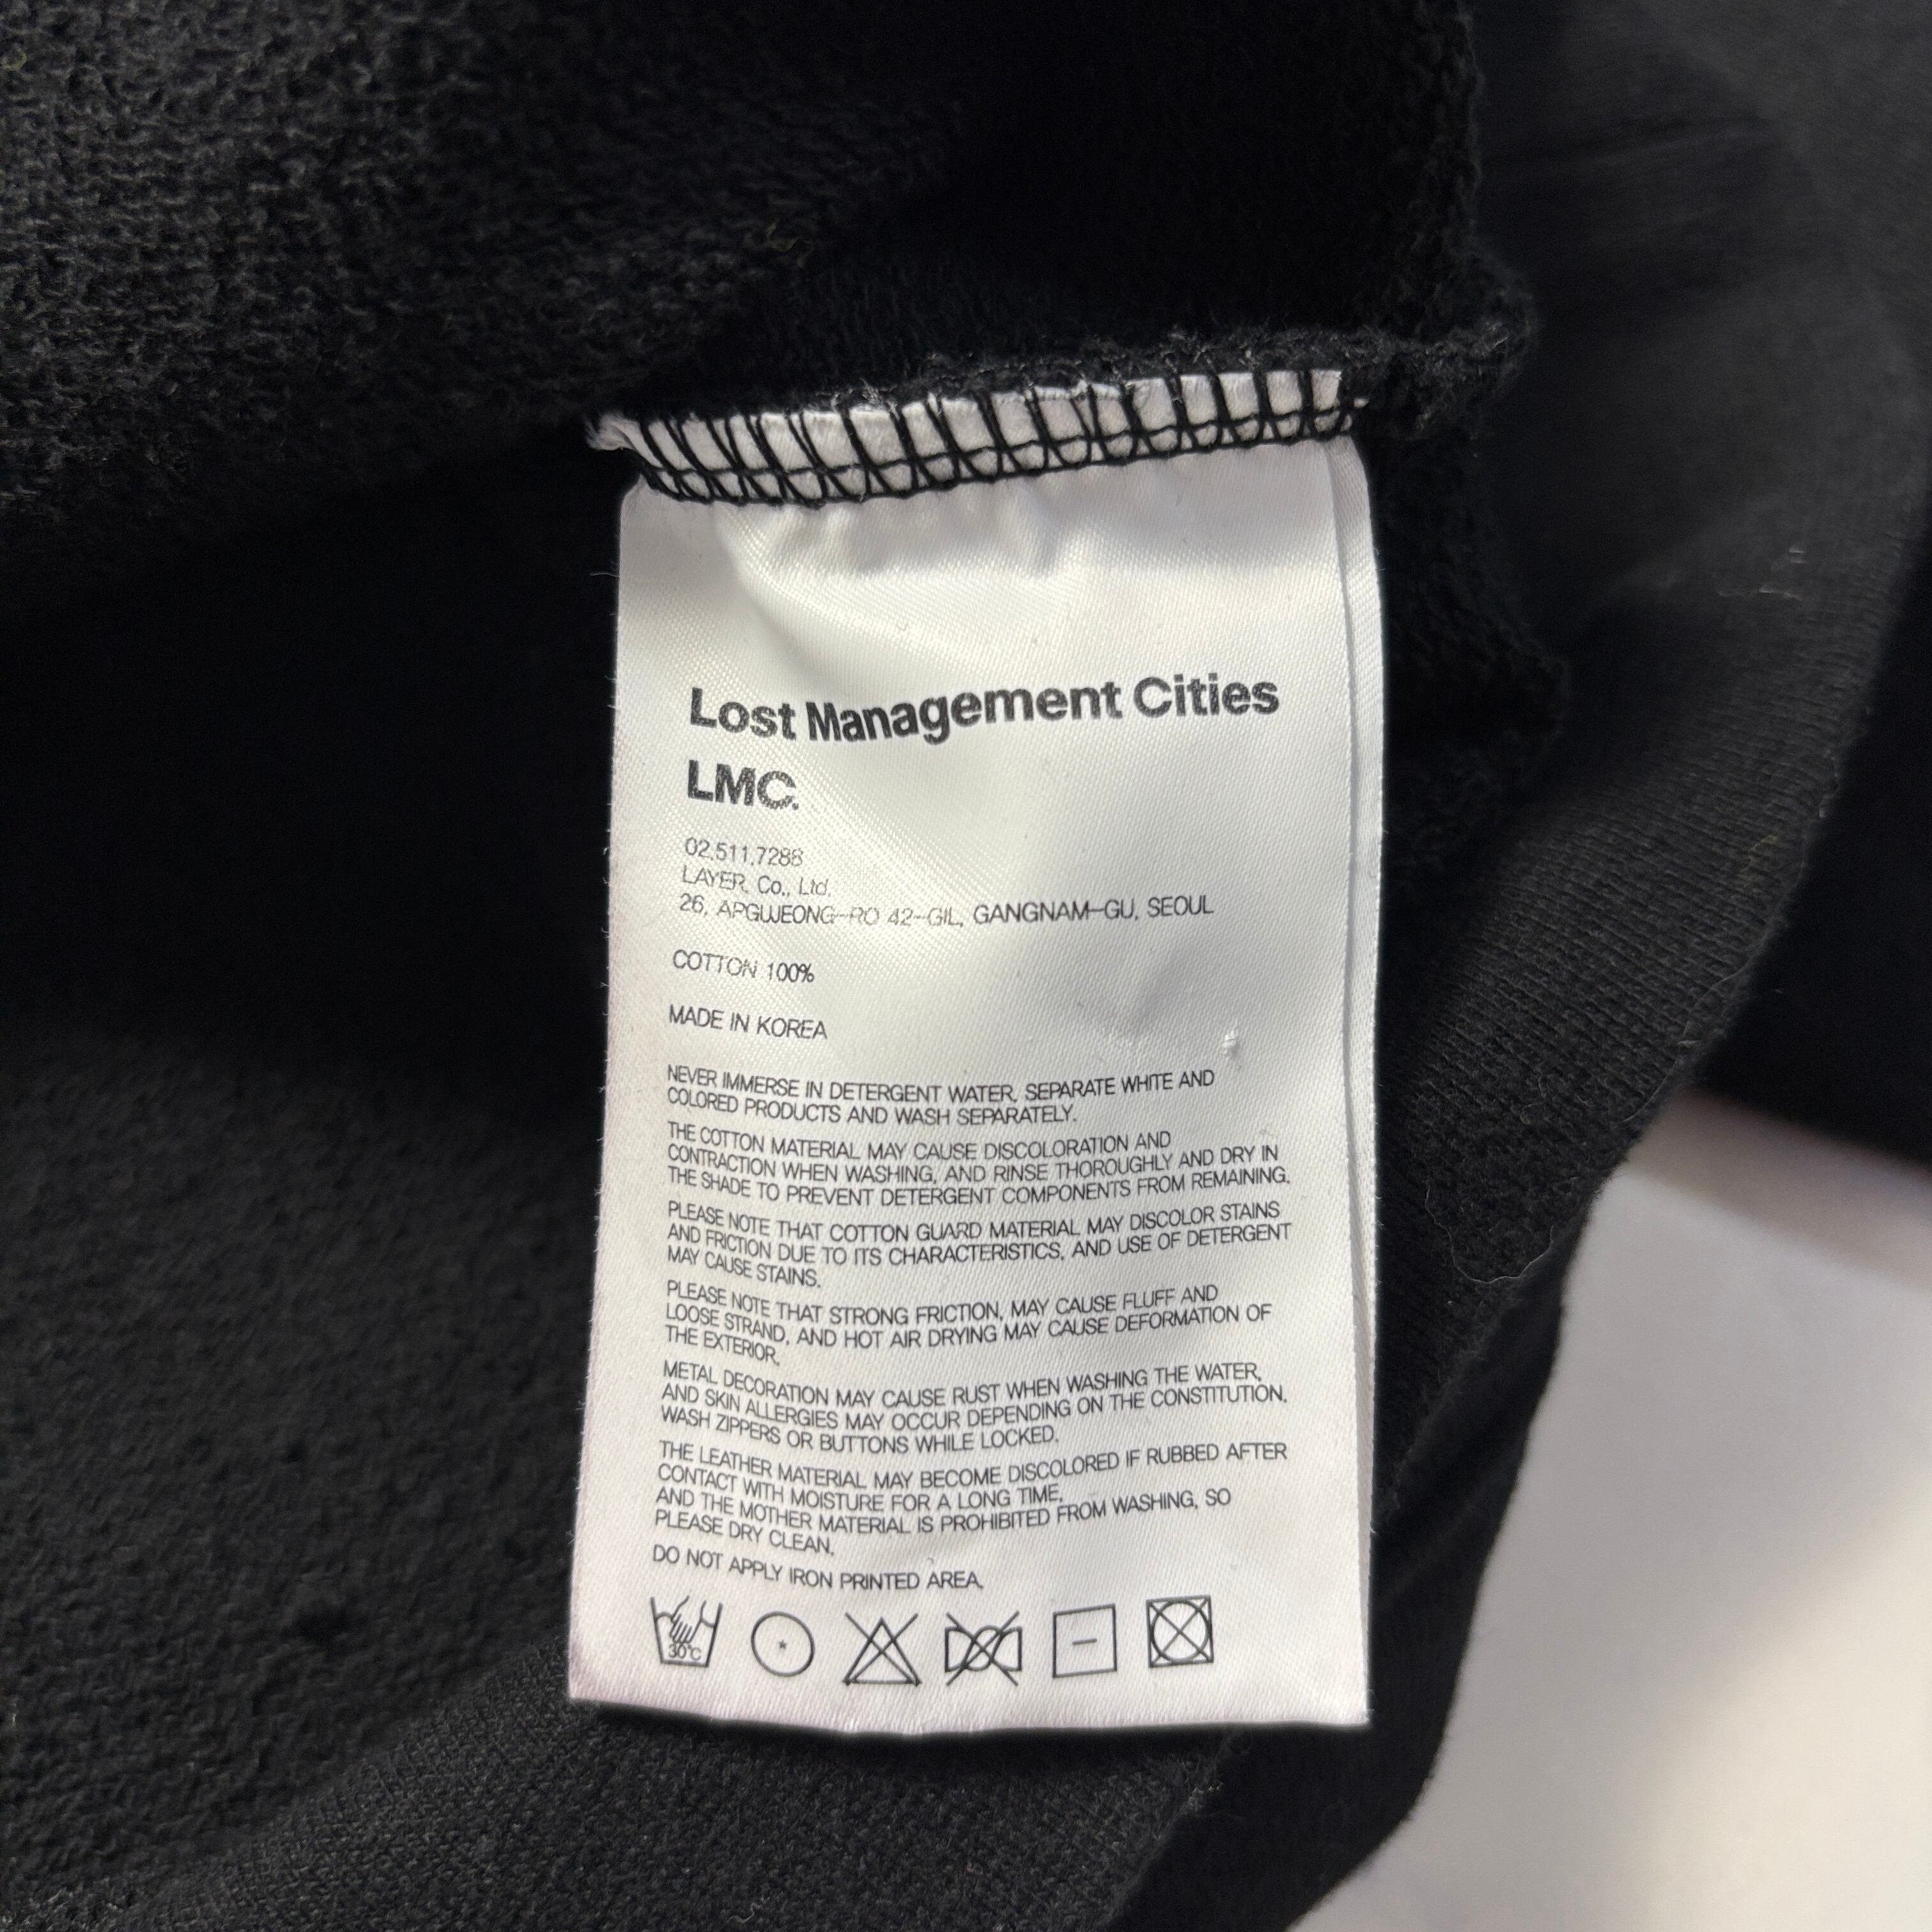 Lost Management Cities
LMC.
02.511.7288
LAYER. Co., Ltd.
26, APGUJEONG-RO 42-GIL, GANGNAM-GU, SEOUL
COTTON 100%
MADE IN KOREA
NEVER IMMERSE IN DETERGENT WATER. SEPARATE WHITE AND
COLORED PRODUCTS AND WASH SEPARATELY.
THE COTTON MATERIAL MAY CAUSE DISCOLORATION AND
CONTRACTION WHEN WASHING, AND RINSE THOROUGHLY AND DRY IN
THE SHADE TO PREVENT DETERGENT COMPONENTS FROM REMAINING.
PLEASE NOTE THAT COTTON GUARD MATERIAL MAY DISCOLOR STAINS
AND FRICTION DUE TO ITS CHARACTERISTICS, AND USE OF DETERGENT
MAY CAUSE STAINS.
PLEASE NOTE THAT STRONG FRICTION, MAY CAUSE FLUFF AND
LOOSE STRAND, AND HOT AIR DRYING MAY CAUSE DEFORMATION OF
THE EXTERIOR.
METAL DECORATION MAY CAUSE RUST WHEN WASHING THE WATER,
AND SKIN ALLERGIES MAY OCCUR DEPENDING ON THE CONSTITUTION.
WASH ZIPPERS OR BUTTONS WHILE LOCKED.
THE LEATHER MATERIAL MAY BECOME DISCOLORED IF RUBBED AFTER
CONTACT WITH MOISTURE FOR A LONG TIME,
AND THE MOTHER MATERIAL IS PROHIBITED FROM WASHING, SO
PLEASE DRY CLEAN.
DO NOT APPLY IRON PRINTED AREA.
30℃